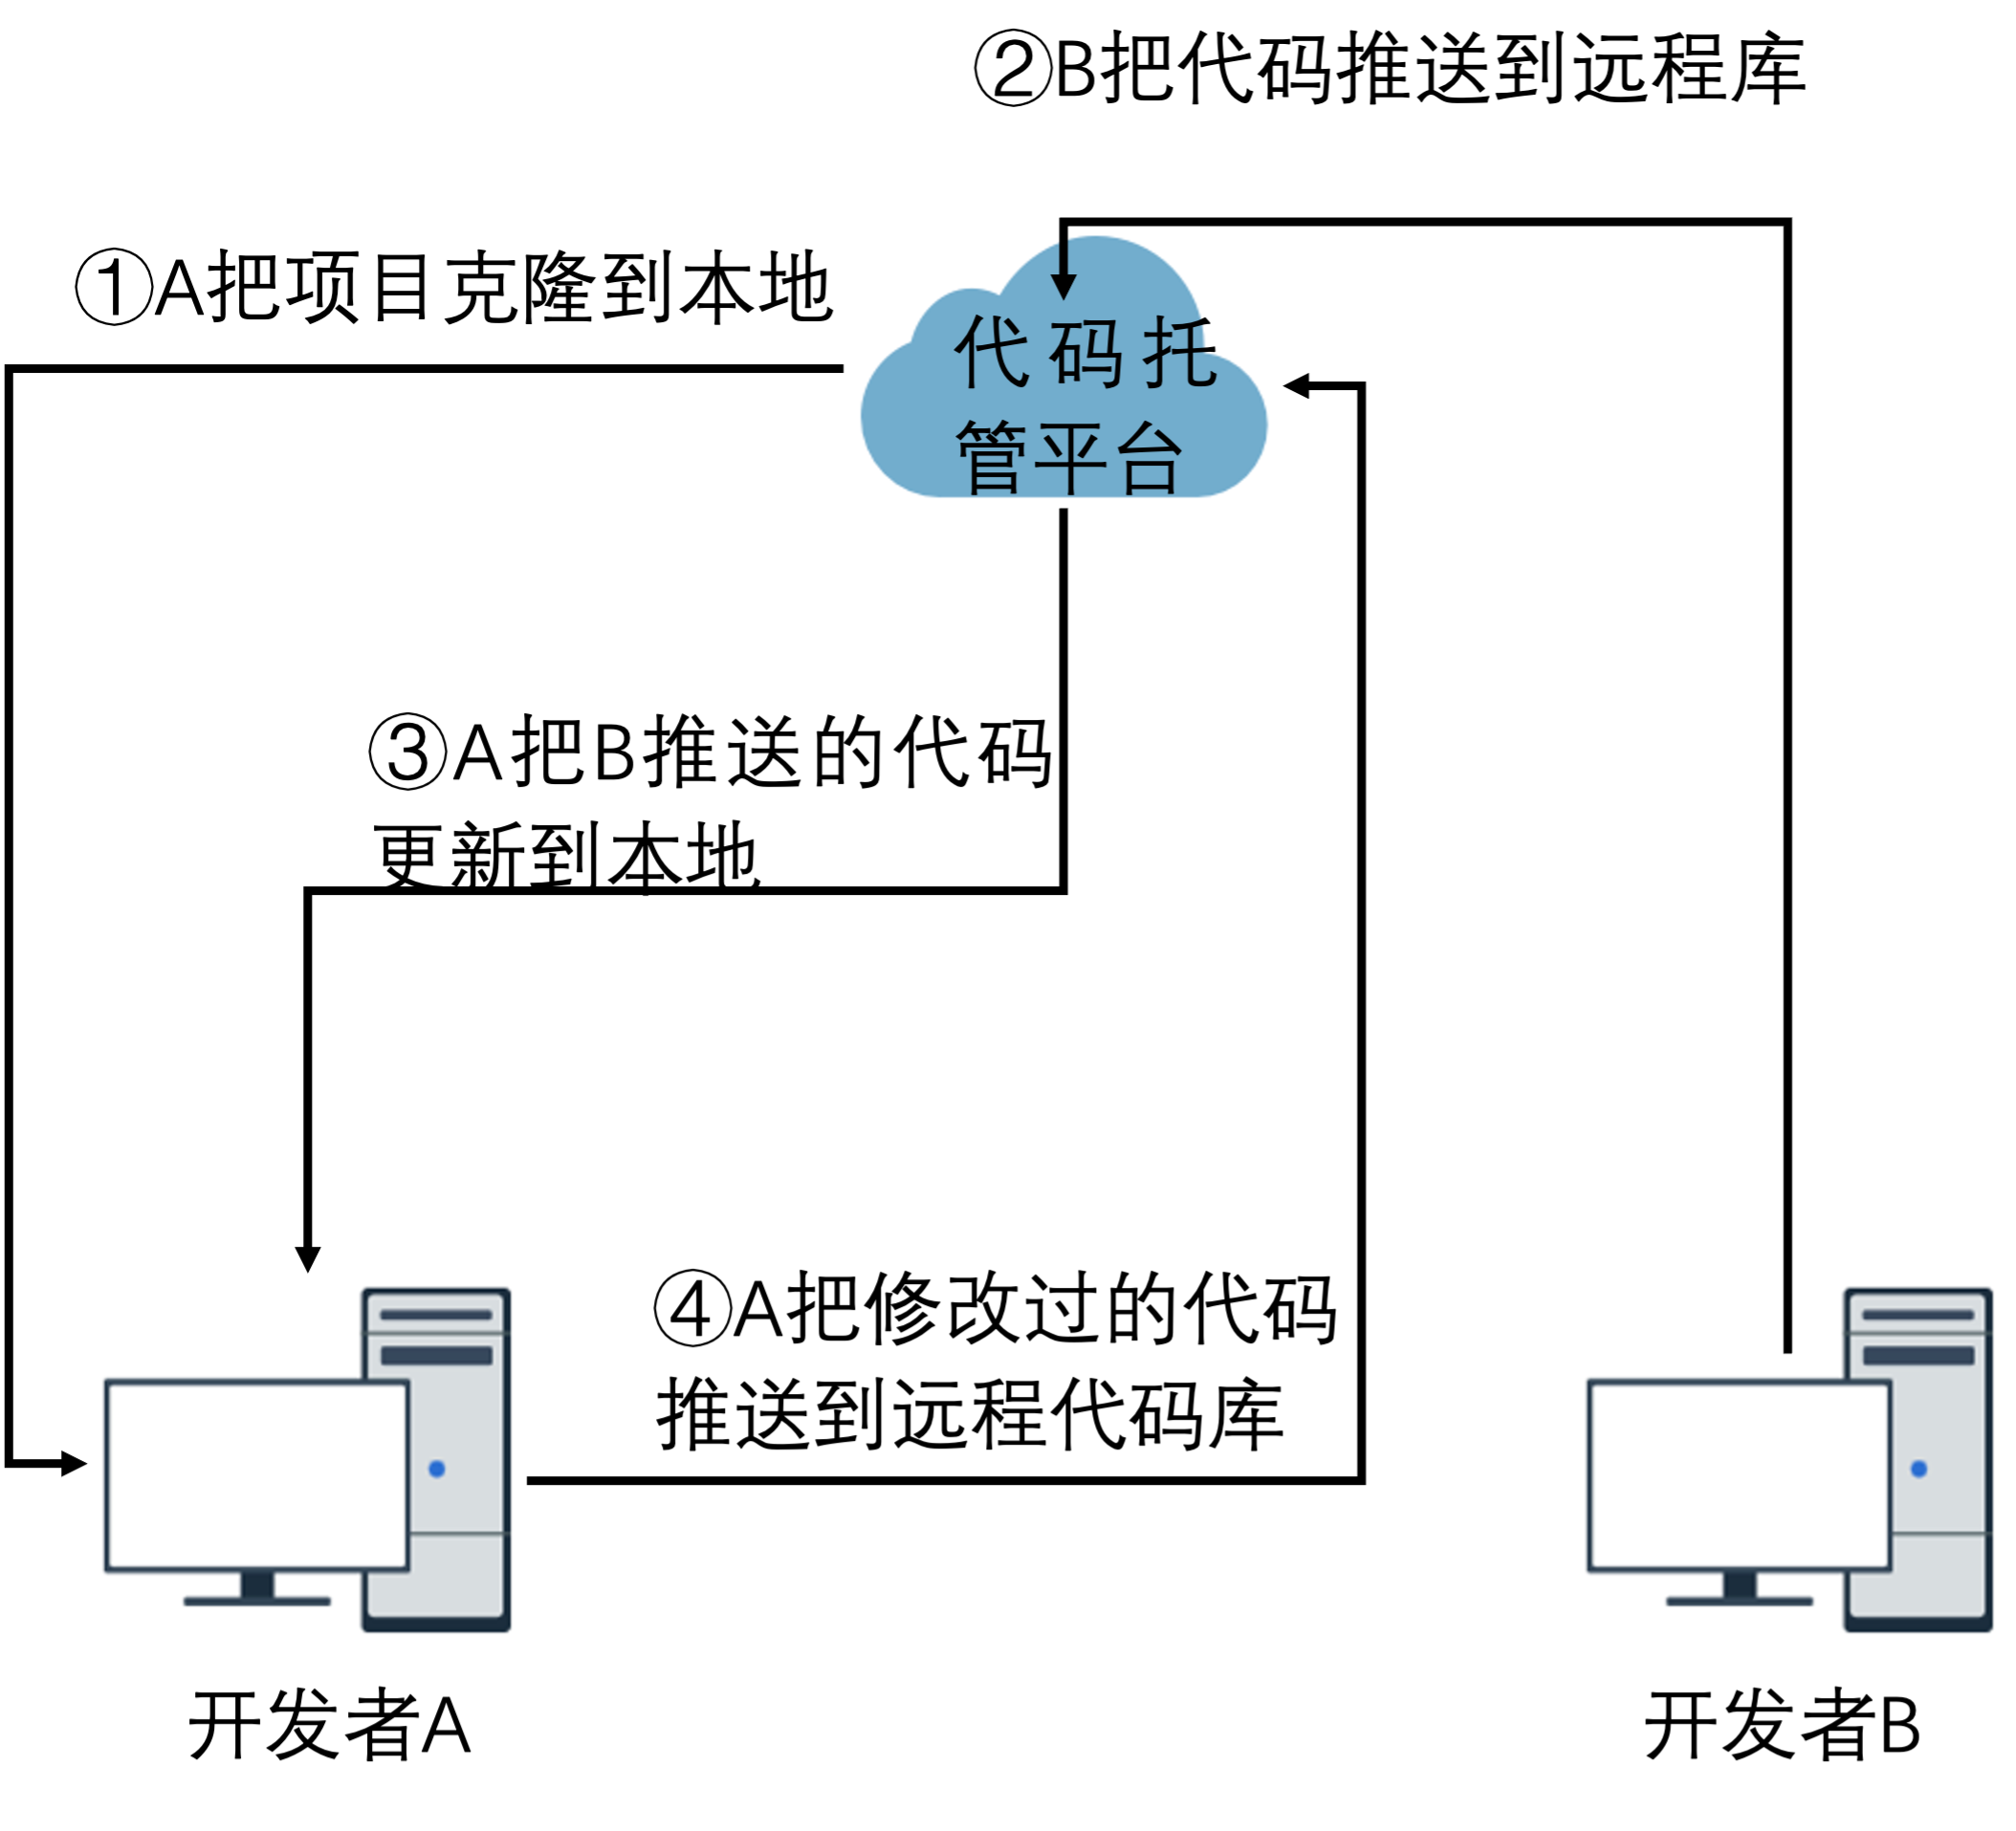 ②B把代码推送到远程库
①A把项目克隆到本地
代码托
管平台
③A把B推送的代码
更新到本地
④A把修改过的代码
推送到远程代码库
开发者A
开发者B